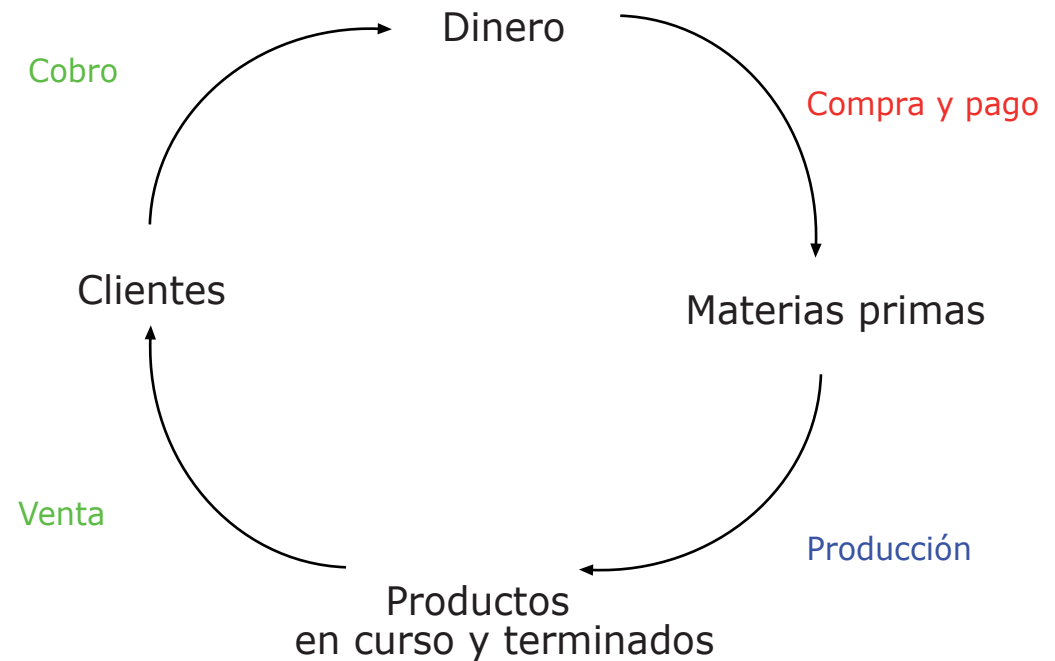 Dinero
Cobro
Compra y pago
Clientes
Materias primas
Venta
Producción
Productos
en curso y terminados